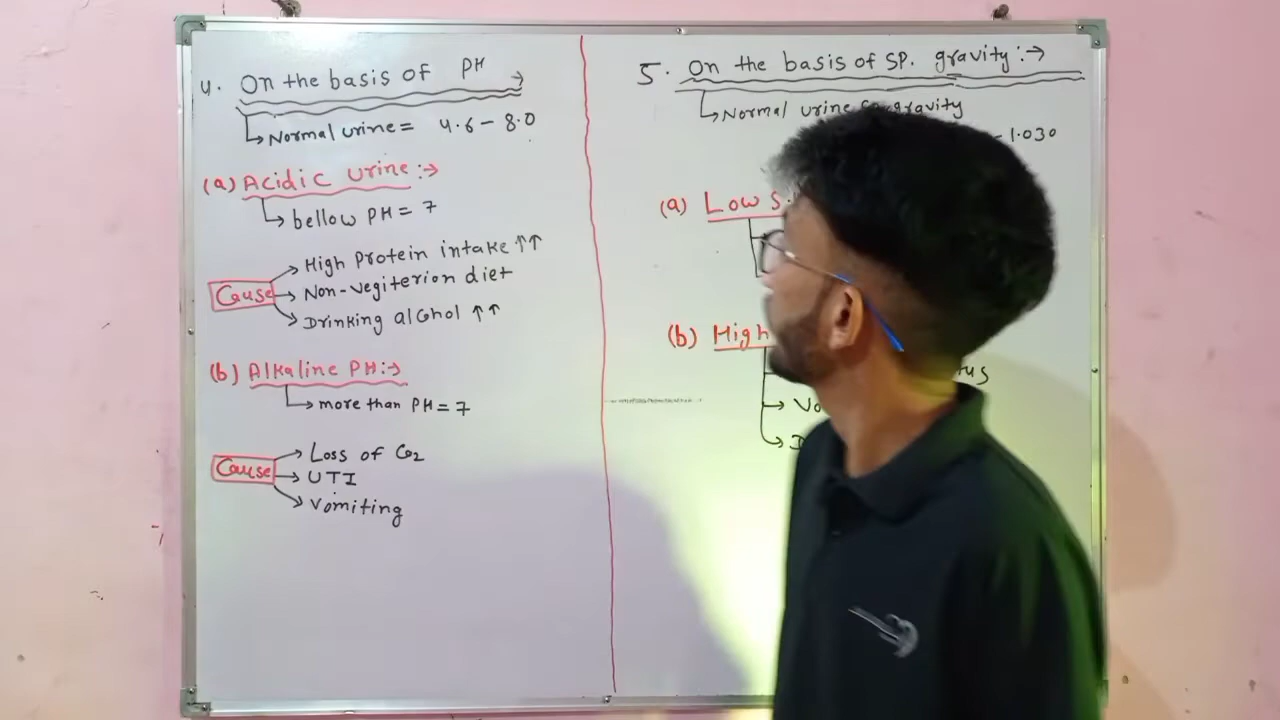 4. On the basis of PH →
↳ Normal urine = 4.6 - 8.0
(a) Acidic urine :→
↳ bellow PH = 7
Cause
→ High Protein intake ↑↑
→ Non-vegiterion diet
→ Drinking alcohol ↑↑
(b) Alkaline PH :→
↳ more than PH = 7
Cause
→ Loss of Co2
→ UTI
→ Vomiting
5. On the basis of SP. gravity :→
↳ Normal urine gravity
- 1.030
(a) Low S.
(b) High